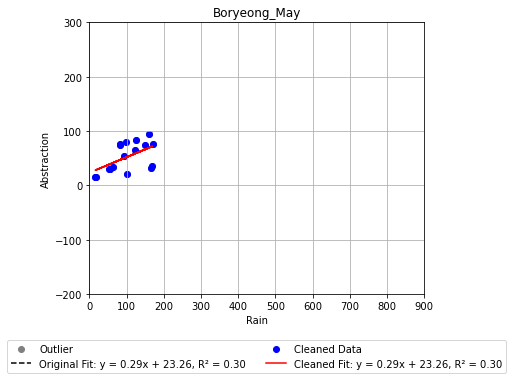 Boryeong_May
300
200
100
0
−100
−200
Abstraction
0 100 200 300 400 500 600 700 800 900
Rain
Outlier
Original Fit: y = 0.29x + 23.26, R² = 0.30
Cleaned Data
Cleaned Fit: y = 0.29x + 23.26, R² = 0.30